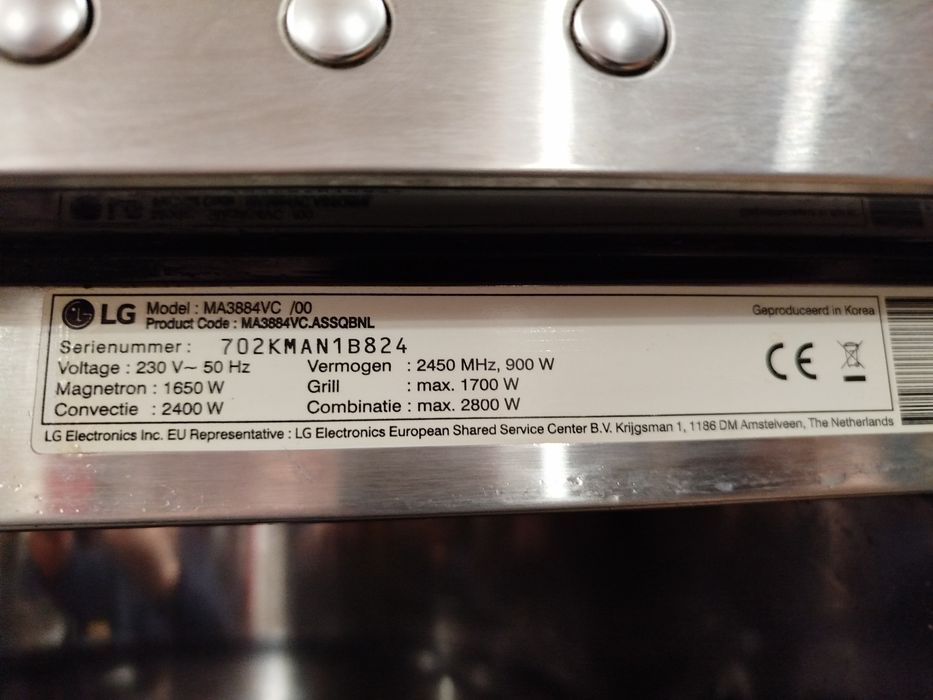 LG Model : MA3884VC /00 Geproduceerd in Korea
Product Code : MA3884VC.ASSQBNL
Serienummer : 702KMAN1B824
Voltage : 230 V~ 50 Hz Vermogen : 2450 MHz, 900 W
Magnetron : 1650 W Grill : max. 1700 W
Convectie : 2400 W Combinatie : max. 2800 W
CE
LG Electronics Inc. EU Representative : LG Electronics European Shared Service Center B.V. Krijgsman 1, 1186 DM Amstelveen, The Netherlands